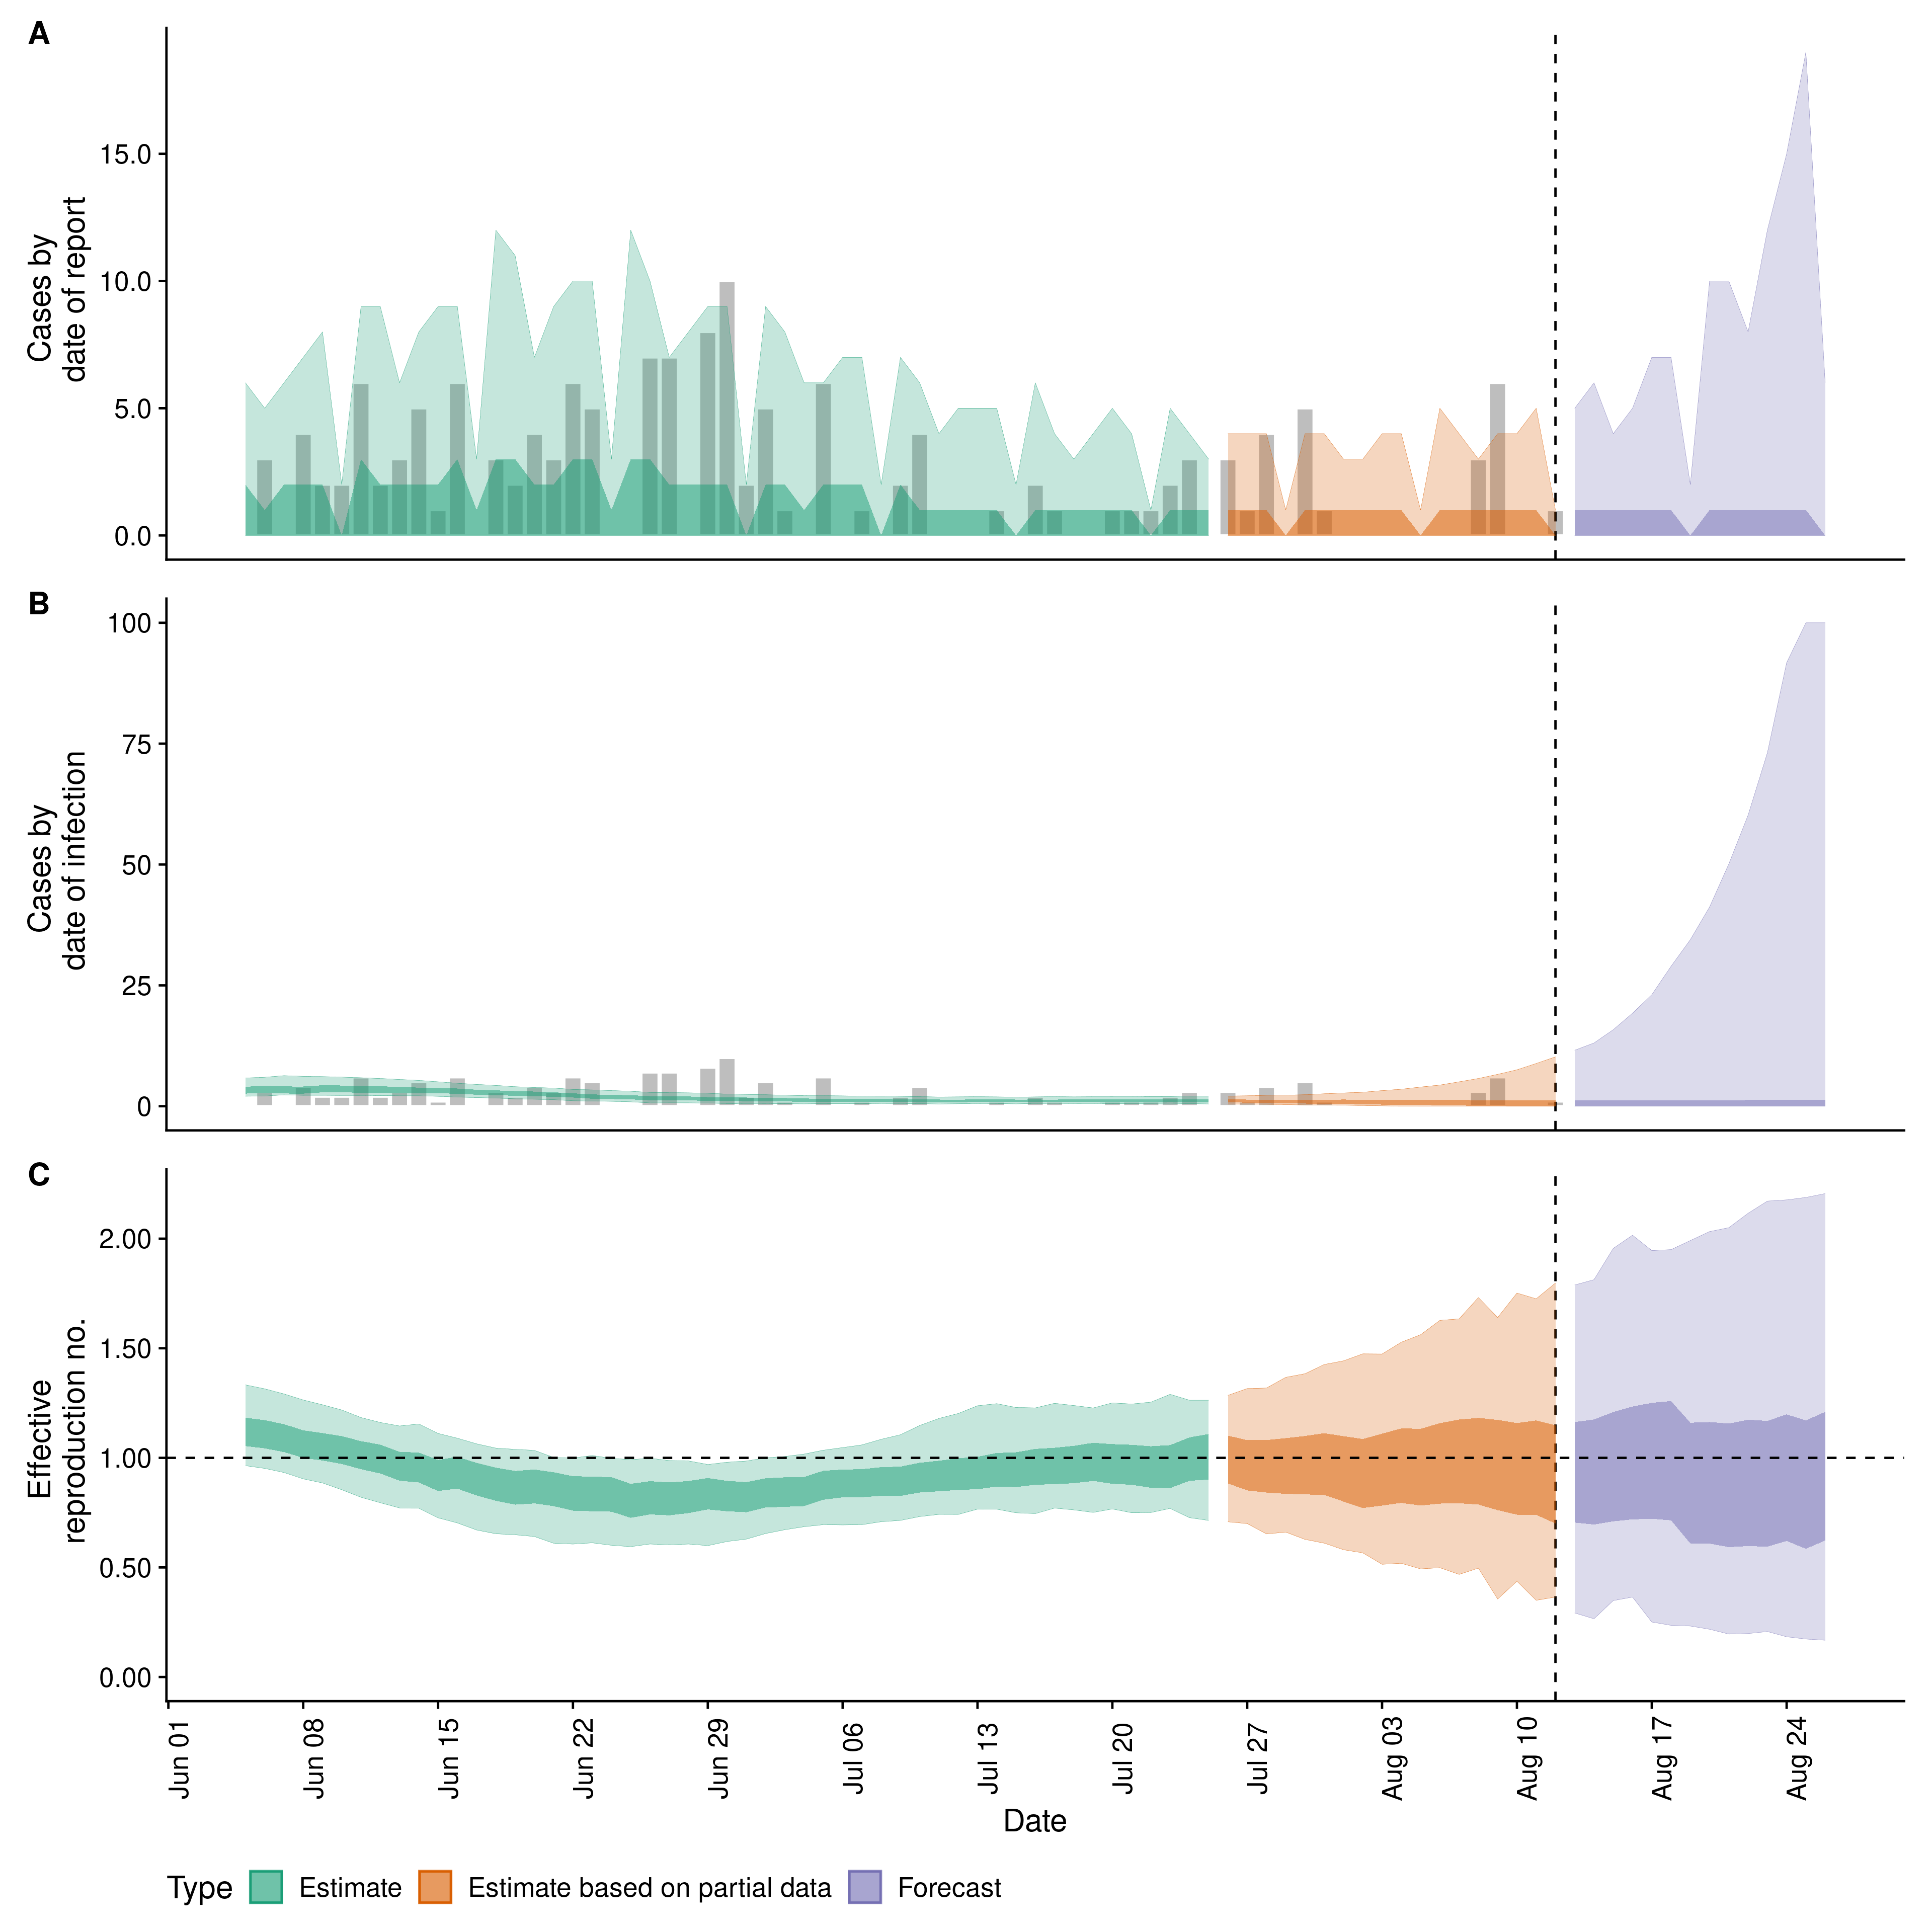 A
Cases by
date of report
15.0
10.0
5.0
0.0
B
Cases by
date of infection
100
75
50
25
0
C
Effective
reproduction no.
2.00
1.50
1.00
0.50
0.00
Jun 01
Jun 08
Jun 15
Jun 22
Jun 29
Jul 06
Jul 13
Jul 20
Jul 27
Aug 03
Aug 10
Aug 17
Aug 24
Date
Type Estimate Estimate based on partial data Forecast